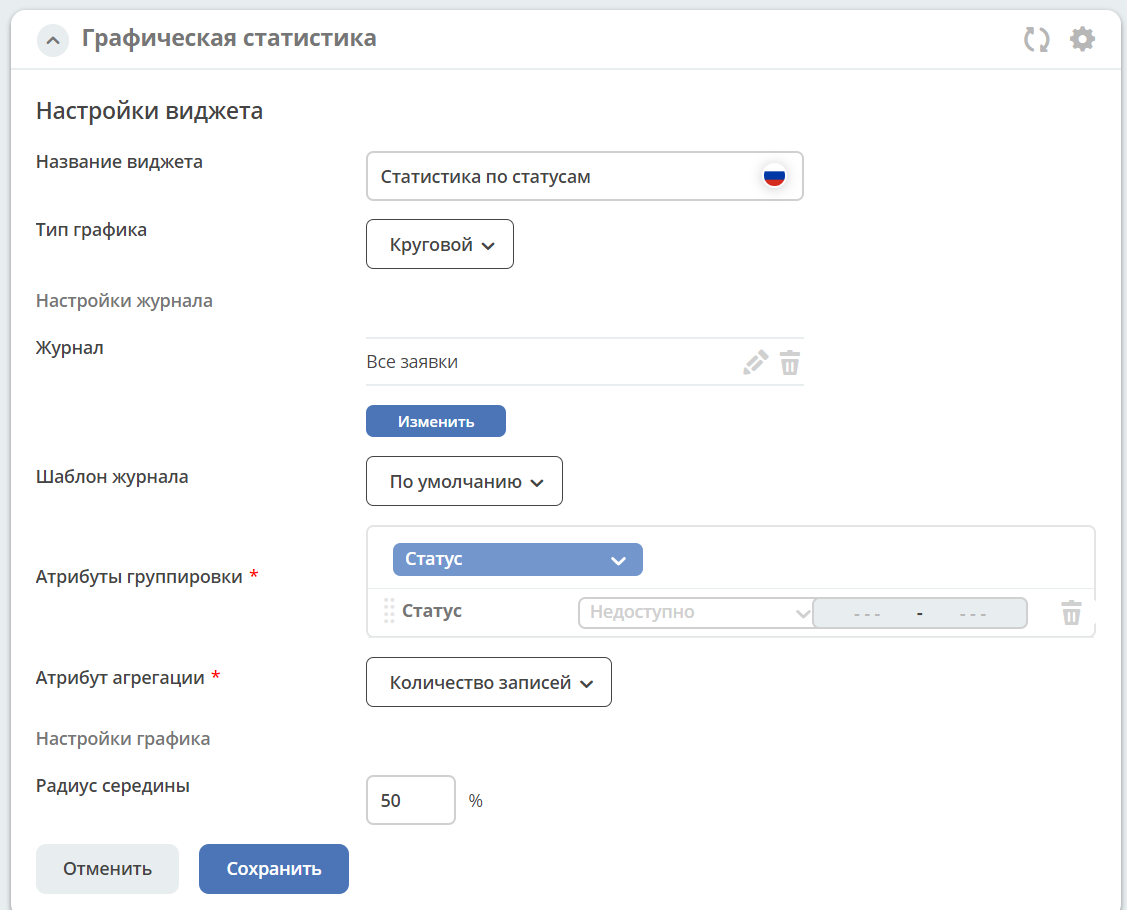 Графическая статистика
Настройки виджета
Название виджета
Статистика по статусам
Тип графика
Круговой
Настройки журнала
Журнал
Все заявки
Изменить
Шаблон журнала
По умолчанию
Атрибуты группировки *
Статус
Статус
Недоступно
--- - ---
Атрибут агрегации *
Количество записей
Настройки графика
Радиус середины
50 %
Отменить
Сохранить